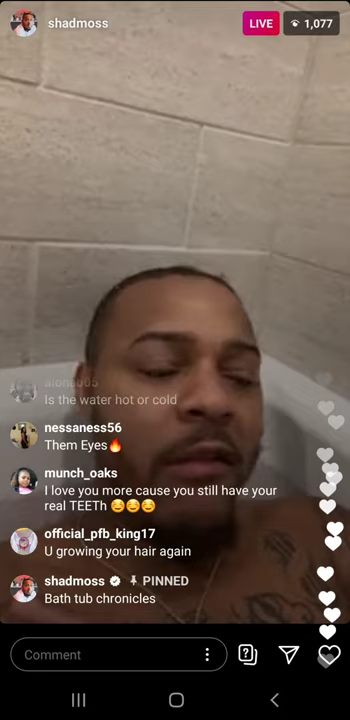 shadmoss
LIVE
1,077
Is the water hot or cold
nessaness56
Them Eyes🔥
munch_oaks
I love you more cause you still have your
real TEETh 😊😊😊
official_pfb_king17
U growing your hair again
shadmoss PINNED
Bath tub chronicles
Comment